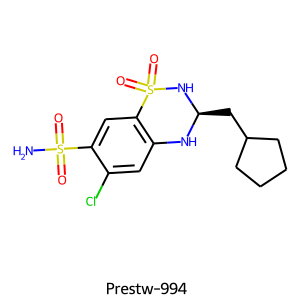 O O
O S NH
O
H2N S NH
O Cl
Prestw-994